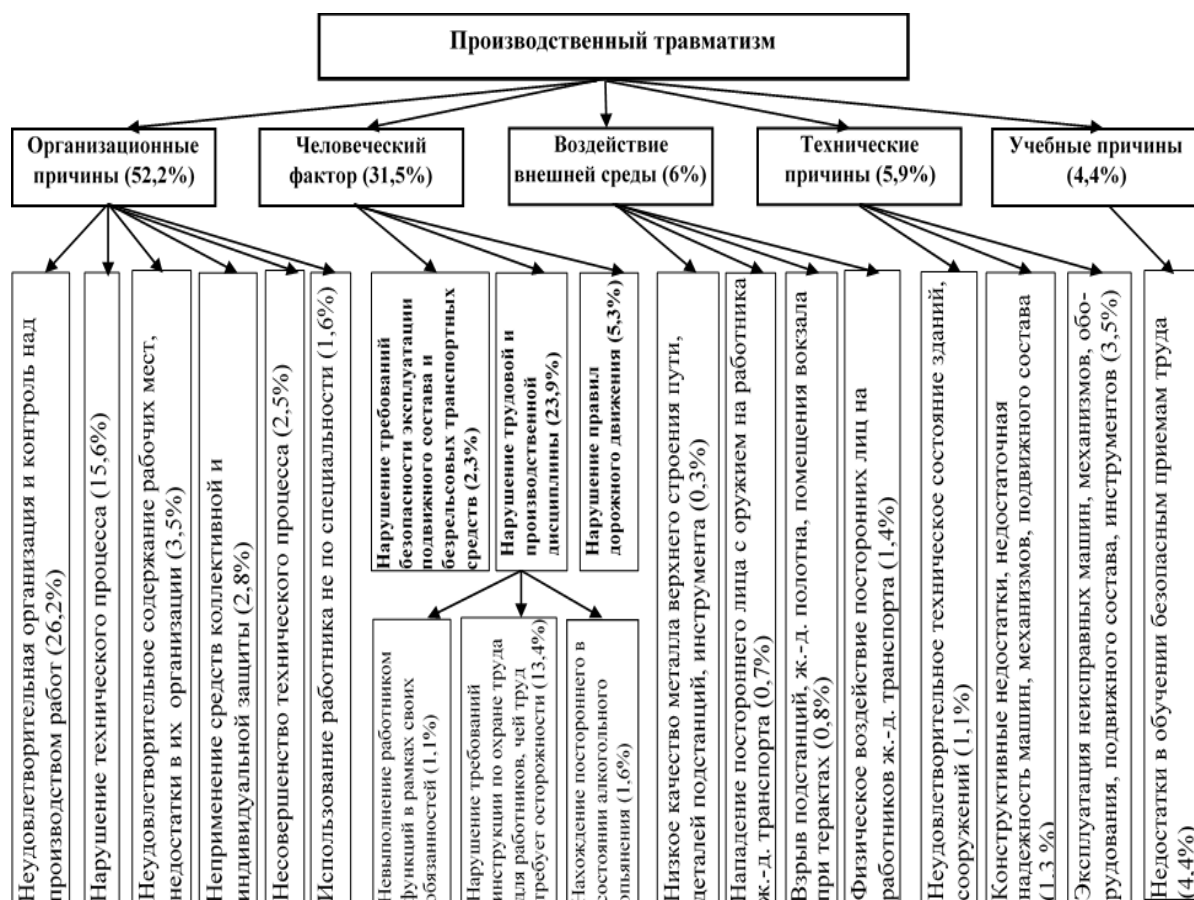 Производственный травматизм
Организационные
причины (52,2%)
Человеческий
фактор (31,5%)
Воздействие
внешней среды (6%)
Технические
причины (5,9%)
Учебные причины
(4,4%)
Неудовлетворительная организация и контроль над
производством работ (26,2%)
Нарушение технического процесса (15,6%)
Неудовлетворительное содержание рабочих мест,
недостатки в их организации (3,5%)
Неприменение средств коллективной и
индивидуальной защиты (2,8%)
Несовершенство технического процесса (2,5%)
Использование работника не по специальности (1,6%)
Нарушение требований
безопасности эксплуатации
подвижного состава и
безрельсовых транспортных
средств (2,3%)
Нарушение трудовой и
производственной
дисциплины (23,9%)
Нарушение правил
дорожного движения (5,3%)
Невыполнение работником
функций в рамках своих
обязанностей (1,1%)
Нарушение требований
инструкции по охране труда
для работников, чей труд
требует осторожности (13,4%)
Нахождение постороннего в
состоянии алкогольного
опьянения (1,6%)
Низкое качество металла верхнего строения пути,
деталей подстанций, инструмента (0,3%)
Нападение постороннего лица с оружием на работника
ж.-д. транспорта (0,7%)
Взрыв подстанций, ж.-д. полотна, помещения вокзала
при терактах (0,8%)
Физическое воздействие посторонних лиц на
работников ж.-д. транспорта (1,4%)
Неудовлетворительное техническое состояние зданий,
сооружений (1,1%)
Конструктивные недостатки, недостаточная
надежность машин, механизмов, подвижного состава
(1.3 %)
Эксплуатация неисправных машин, механизмов, обо-
рудования, подвижного состава, инструментов (3,5%)
Недостатки в обучении безопасным приемам труда
(4,4%)